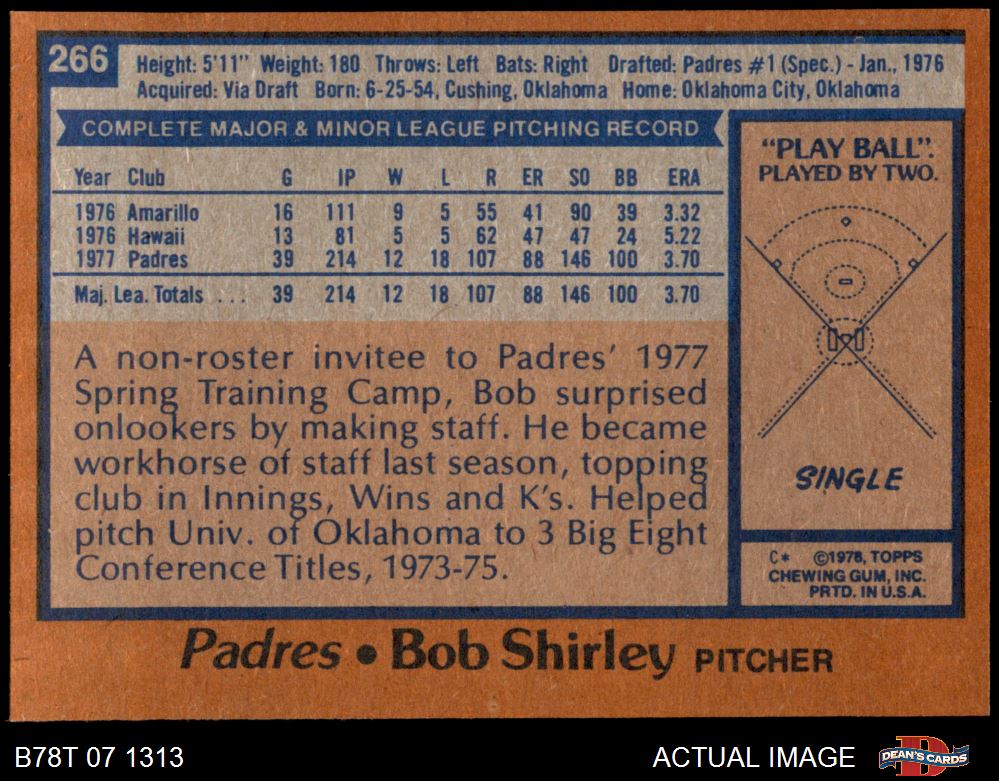 266
Height: 5'11" Weight: 180 Throws: Left Bats: Right Drafted: Padres #1 (Spec.) - Jan., 1976
Acquired: Via Draft Born: 6-25-54, Cushing, Oklahoma Home: Oklahoma City, Oklahoma
COMPLETE MAJOR & MINOR LEAGUE PITCHING RECORD
Year Club G IP W L R ER SO BB ERA
1976 Amarillo 16 111 9 5 55 41 90 39 3.32
1976 Hawaii 13 81 5 5 62 47 47 24 5.22
1977 Padres 39 214 12 18 107 88 146 100 3.70
Maj. Lea. Totals ... 39 214 12 18 107 88 146 100 3.70
A non-roster invitee to Padres' 1977
Spring Training Camp, Bob surprised
onlookers by making staff. He became
workhorse of staff last season, topping
club in Innings, Wins and K's. Helped
pitch Univ. of Oklahoma to 3 Big Eight
Conference Titles, 1973-75.
"PLAY BALL".
PLAYED BY TWO.
SINGLE
C* ©1978, TOPPS
CHEWING GUM, INC.
PRTD. IN U.S.A.
Padres • Bob Shirley PITCHER
B78T 07 1313
ACTUAL IMAGE
D
DEAN'S CARDS